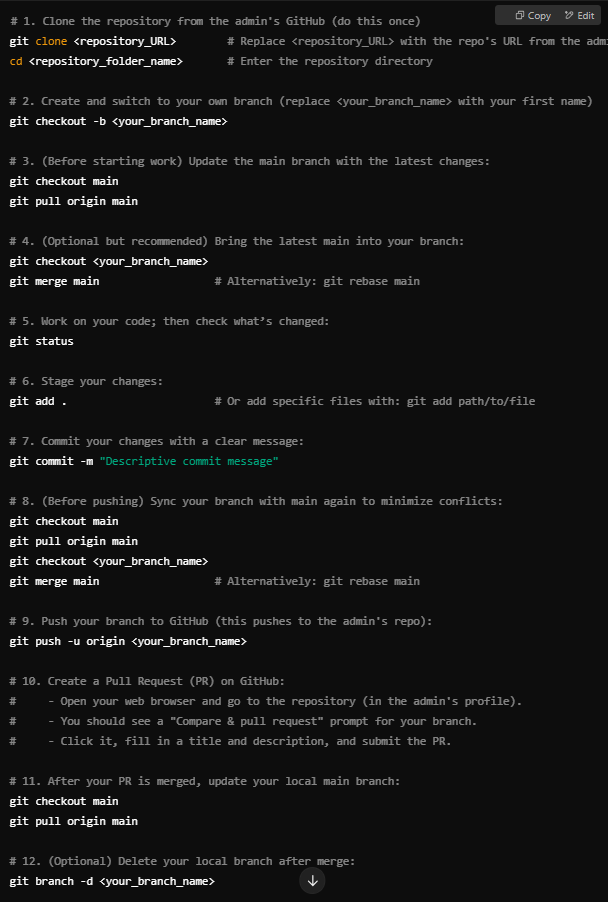 # 1. Clone the repository from the admin's GitHub (do this once)
Copy Edit
git clone <repository_URL> # Replace <repository_URL> with the repo's URL from the
cd <repository_folder_name> # Enter the repository directory
# 2. Create and switch to your own branch (replace <your_branch_name> with your first name)
git checkout -b <your_branch_name>
# 3. (Before starting work) Update the main branch with the latest changes:
git checkout main
git pull origin main
# 4. (Optional but recommended) Bring the latest main into your branch:
git checkout <your_branch_name>
git merge main # Alternatively: git rebase main
# 5. Work on your code; then check what’s changed:
git status
# 6. Stage your changes:
git add . # Or add specific files with: git add path/to/file
# 7. Commit your changes with a clear message:
git commit -m "Descriptive commit message"
# 8. (Before pushing) Sync your branch with main again to minimize conflicts:
git checkout main
git pull origin main
git checkout <your_branch_name>
git merge main # Alternatively: git rebase main
# 9. Push your branch to GitHub (this pushes to the admin's repo):
git push -u origin <your_branch_name>
# 10. Create a Pull Request (PR) on GitHub:
# - Open your web browser and go to the repository (in the admin's profile).
# - You should see a "Compare & pull request" prompt for your branch.
# - Click it, fill in a title and description, and submit the PR.
# 11. After your PR is merged, update your local main branch:
git checkout main
git pull origin main
# 12. (Optional) Delete your local branch after merge:
git branch -d <your_branch_name>